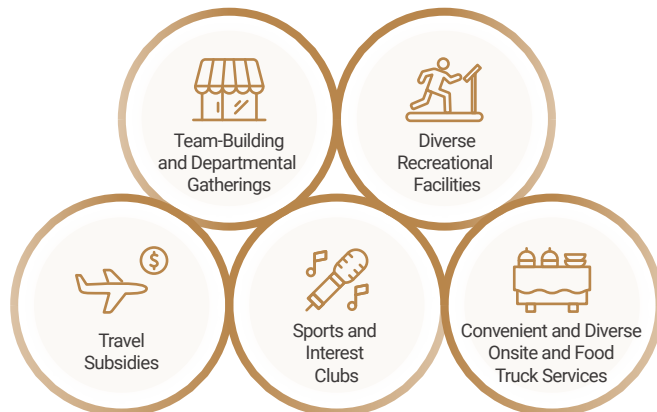 Team-Building
and Departmental
Gatherings
Diverse
Recreational
Facilities
$
Travel
Subsidies
Sports and
Interest
Clubs
Convenient and Diverse
Onsite and Food
Truck Services